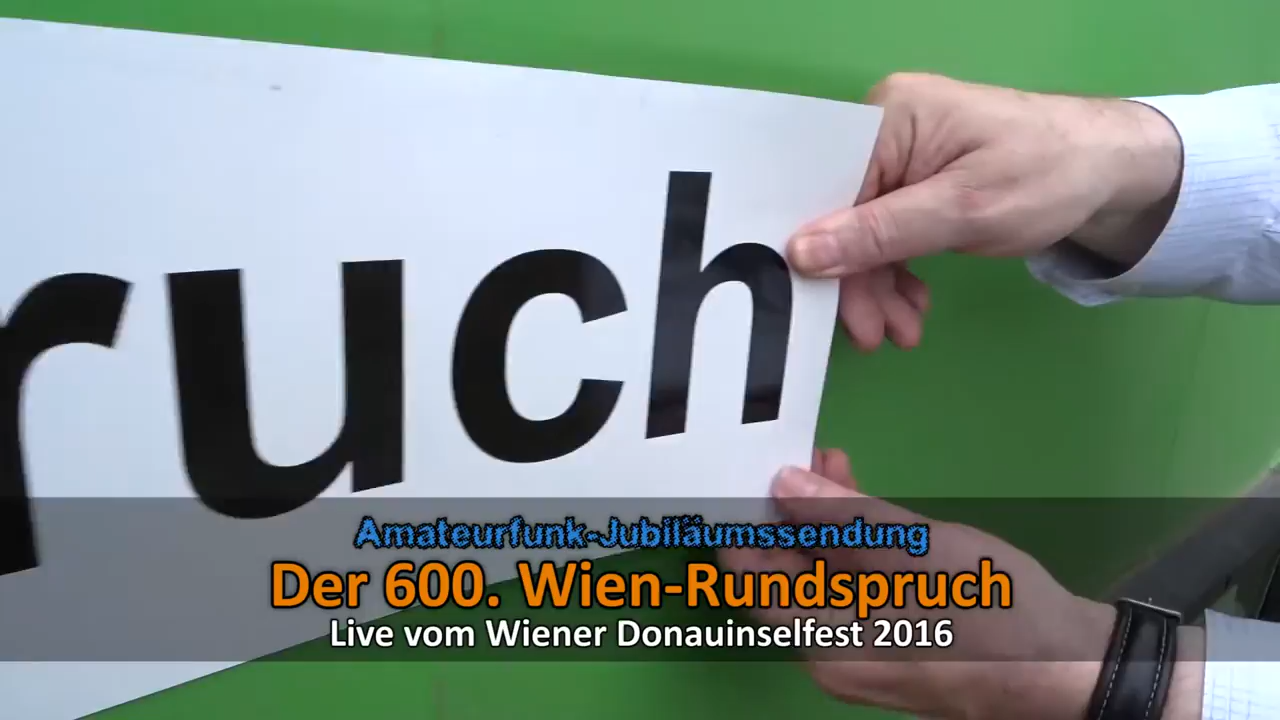 ruch
Amateurfunk-Jubiläumssendung
Der 600. Wien-Rundspruch
Live vom Wiener Donauinselfest 2016